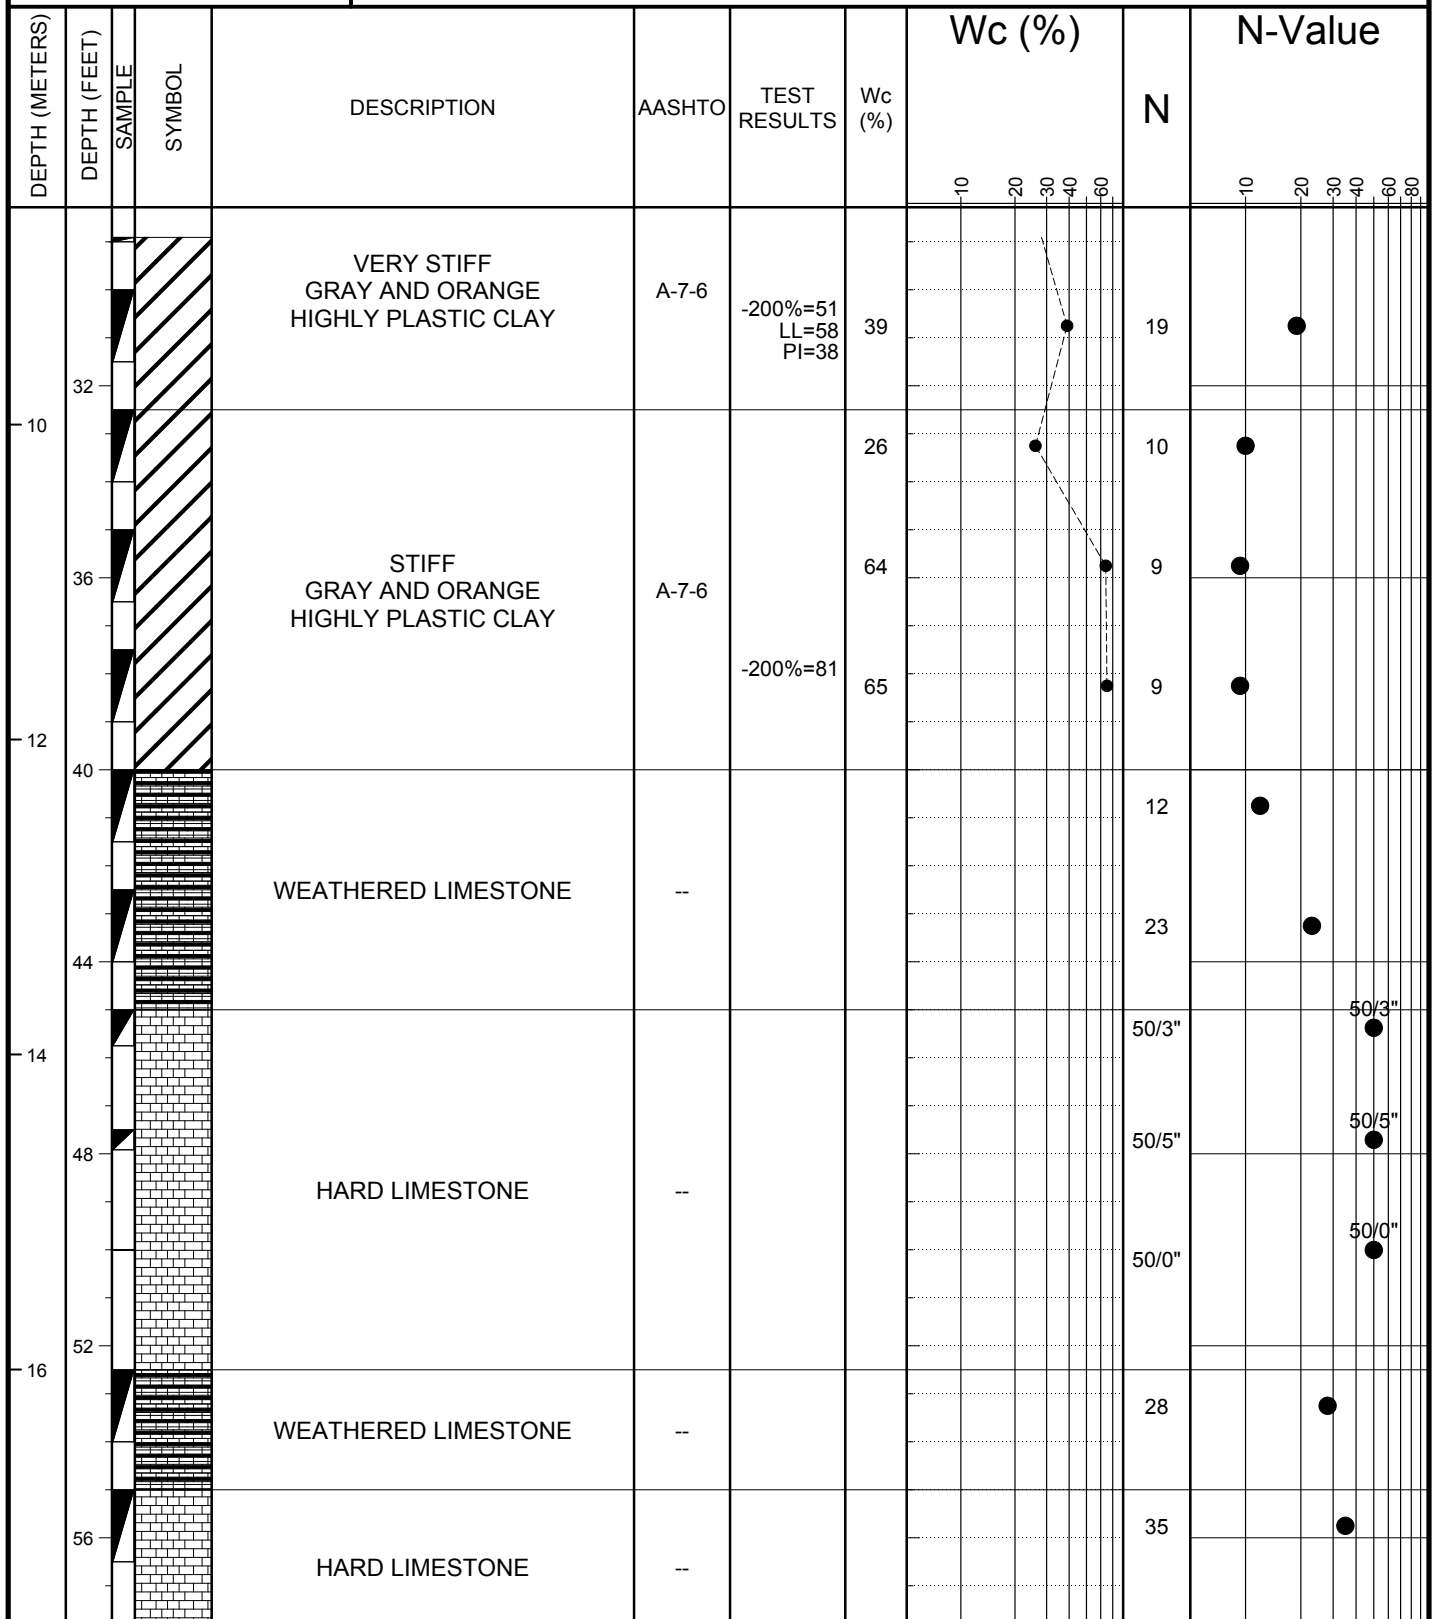 DEPTH (METERS)
DEPTH (FEET)
SAMPLE
SYMBOL
DESCRIPTION
AASHTO
TEST
RESULTS
Wc
(%)
Wc (%)
10 20 30 40 60
N
N-Value
10 20 30 40 60 80
VERY STIFF
GRAY AND ORANGE
HIGHLY PLASTIC CLAY
A-7-6
-200%=51
LL=58
PI=38
39
19
32
10
26
10
STIFF
GRAY AND ORANGE
HIGHLY PLASTIC CLAY
36
A-7-6
64
9
-200%=81
65
9
12
40
12
WEATHERED LIMESTONE
--
23
44
50/3"
50/3"
14
50/5"
50/5"
48
HARD LIMESTONE
--
50/0"
50/0"
52
16
28
WEATHERED LIMESTONE
--
35
56
HARD LIMESTONE
--